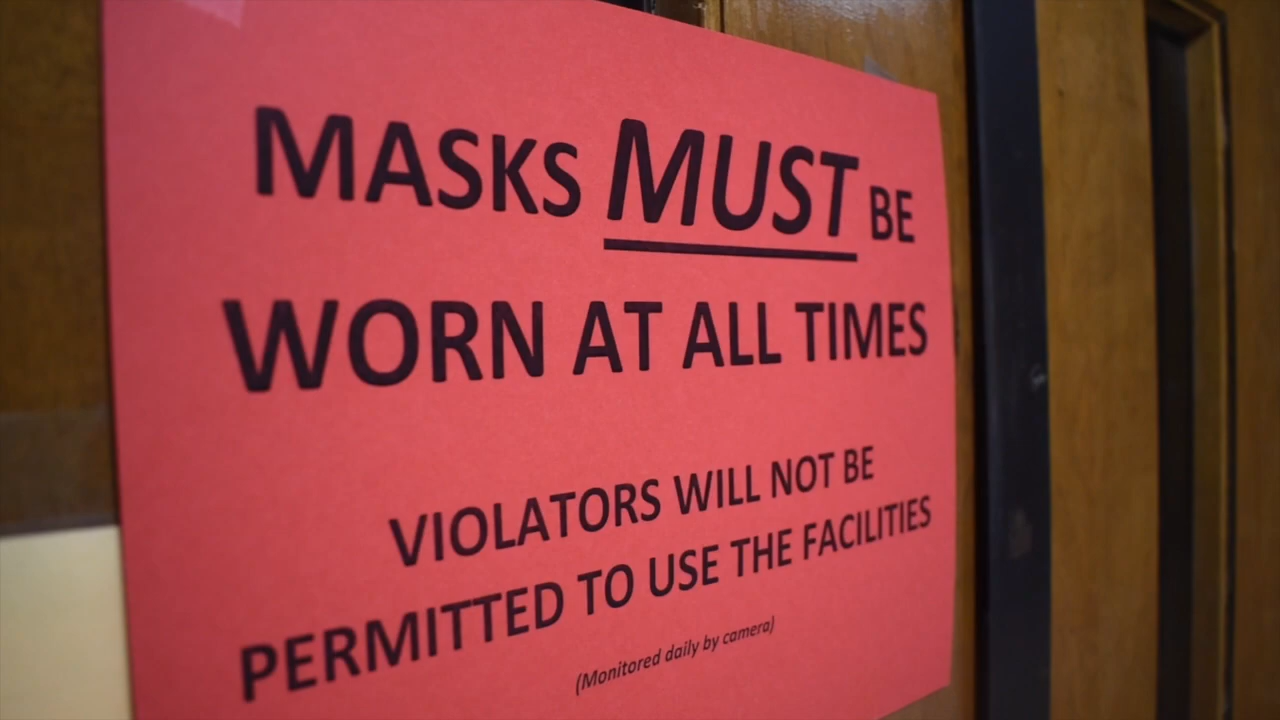 MASKS MUST BE
WORN AT ALL TIMES
VIOLATORS WILL NOT BE
PERMITTED TO USE THE FACILITIES
(Monitored daily by camera)